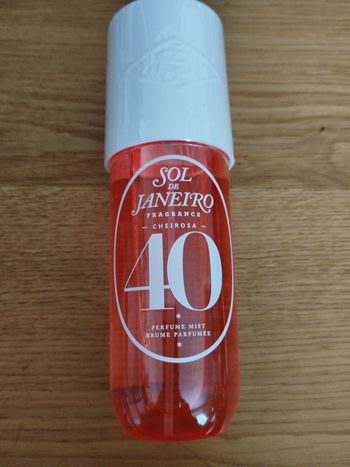 SOL
DE
JANEIRO
FRAGRANCE
CHEIROSA
40
PERFUME MIST
BRUME PARFUMÉE